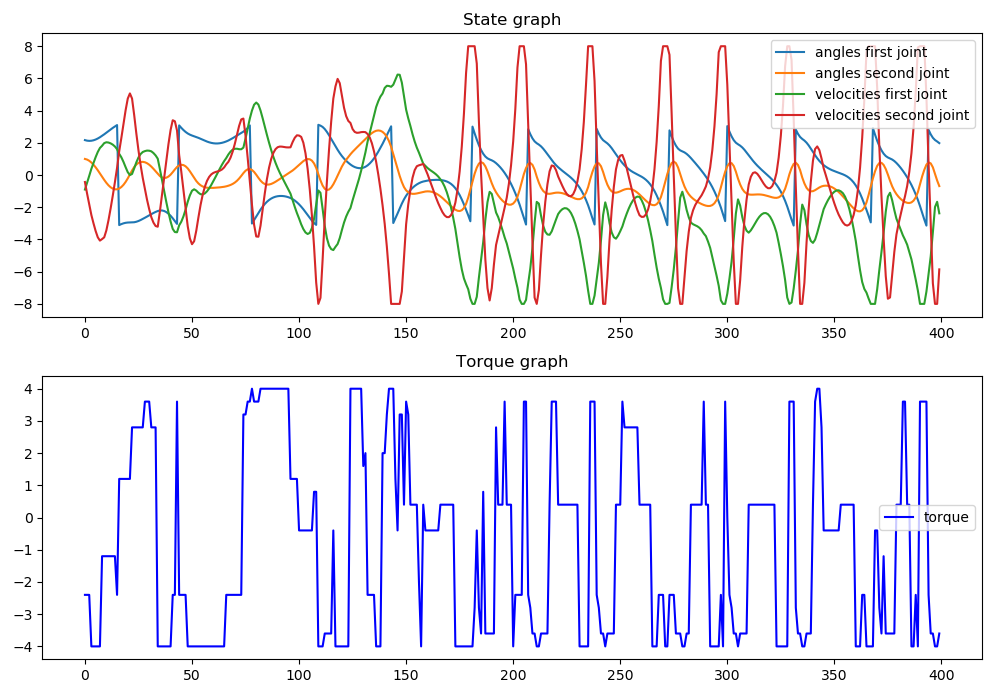 State graph
8
6
4
2
0
−2
−4
−6
−8
angles first joint
angles second joint
velocities first joint
velocities second joint
0 50 100 150 200 250 300 350 400
Torque graph
4
3
2
1
0
−1
−2
−3
−4
torque
0 50 100 150 200 250 300 350 400